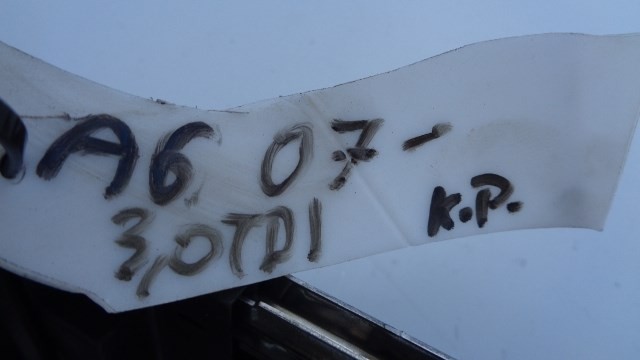 A6 07-
3,0TDI K.P.